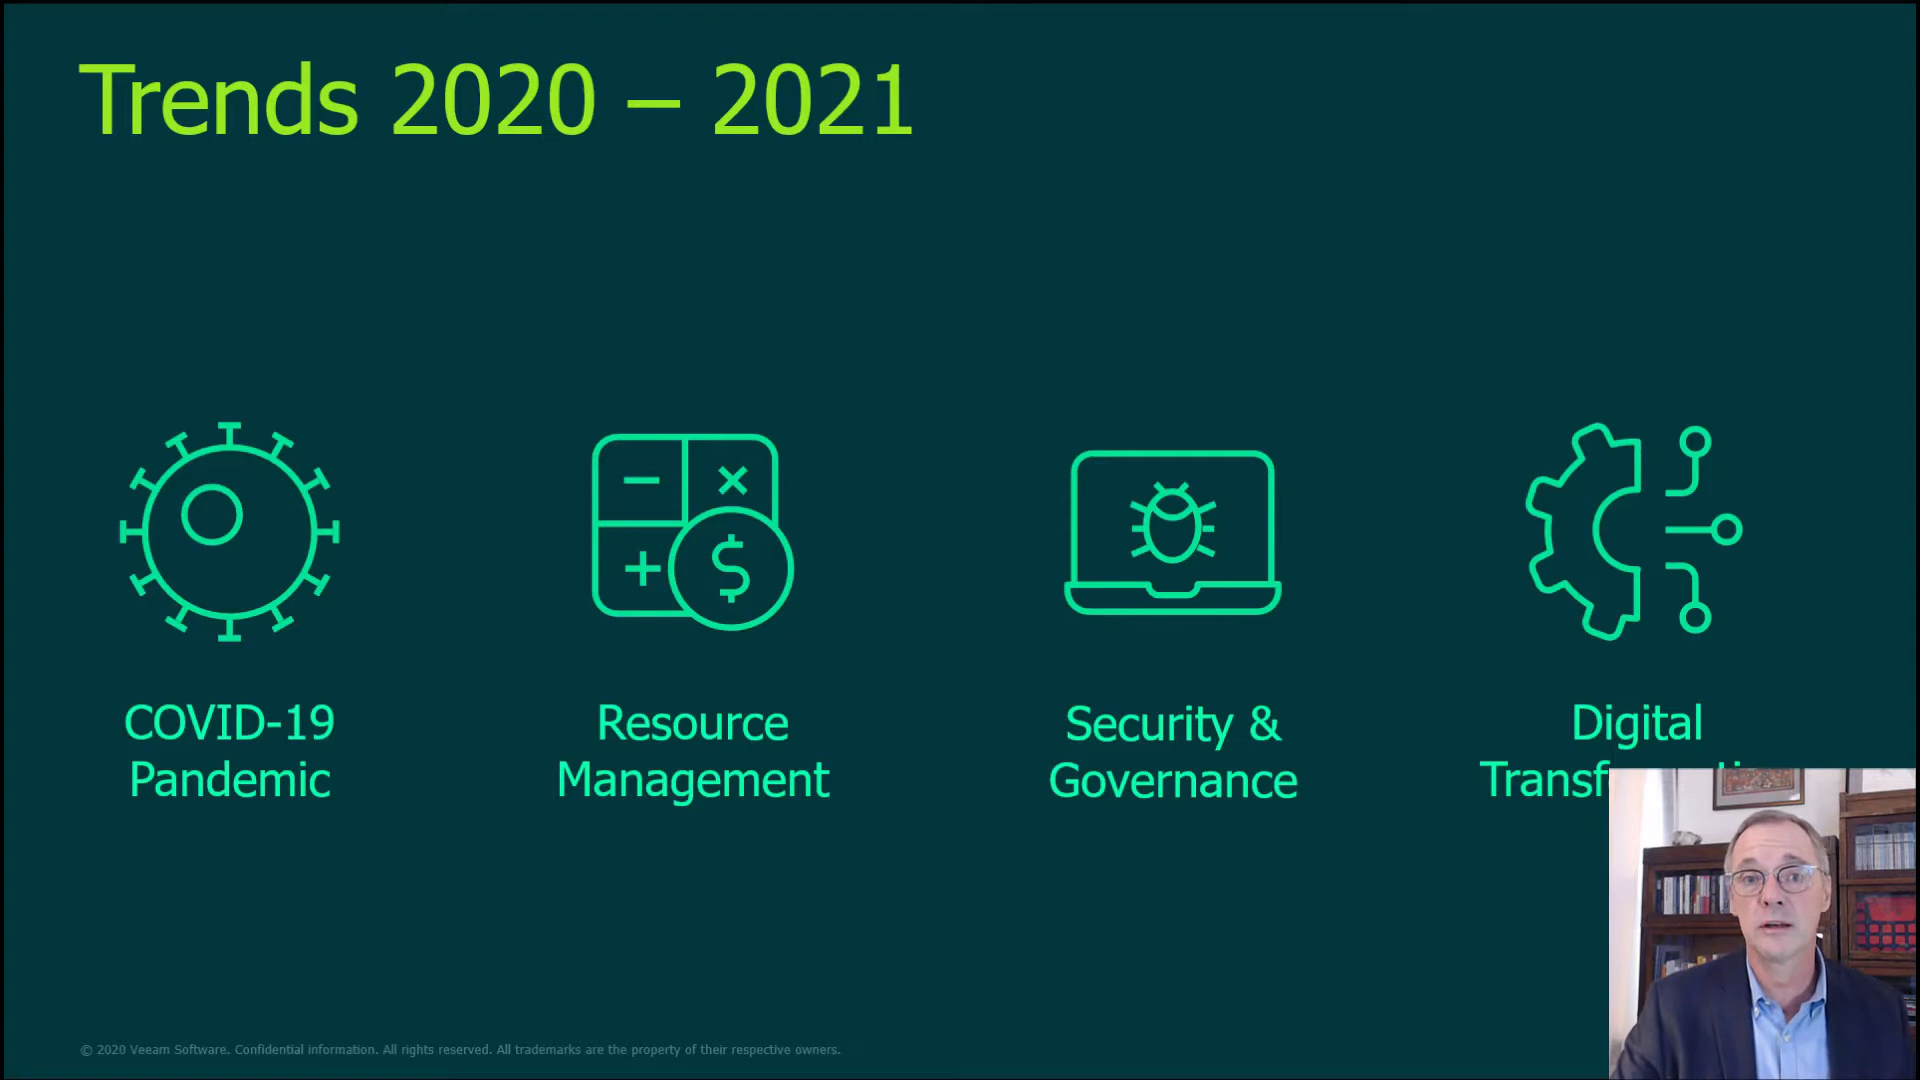 Trends 2020 – 2021
COVID-19
Pandemic
Resource
Management
Security &
Governance
Digital
© 2020 Veeam Software. Confidential information. All rights reserved. All trademarks are the property of their respective owners.